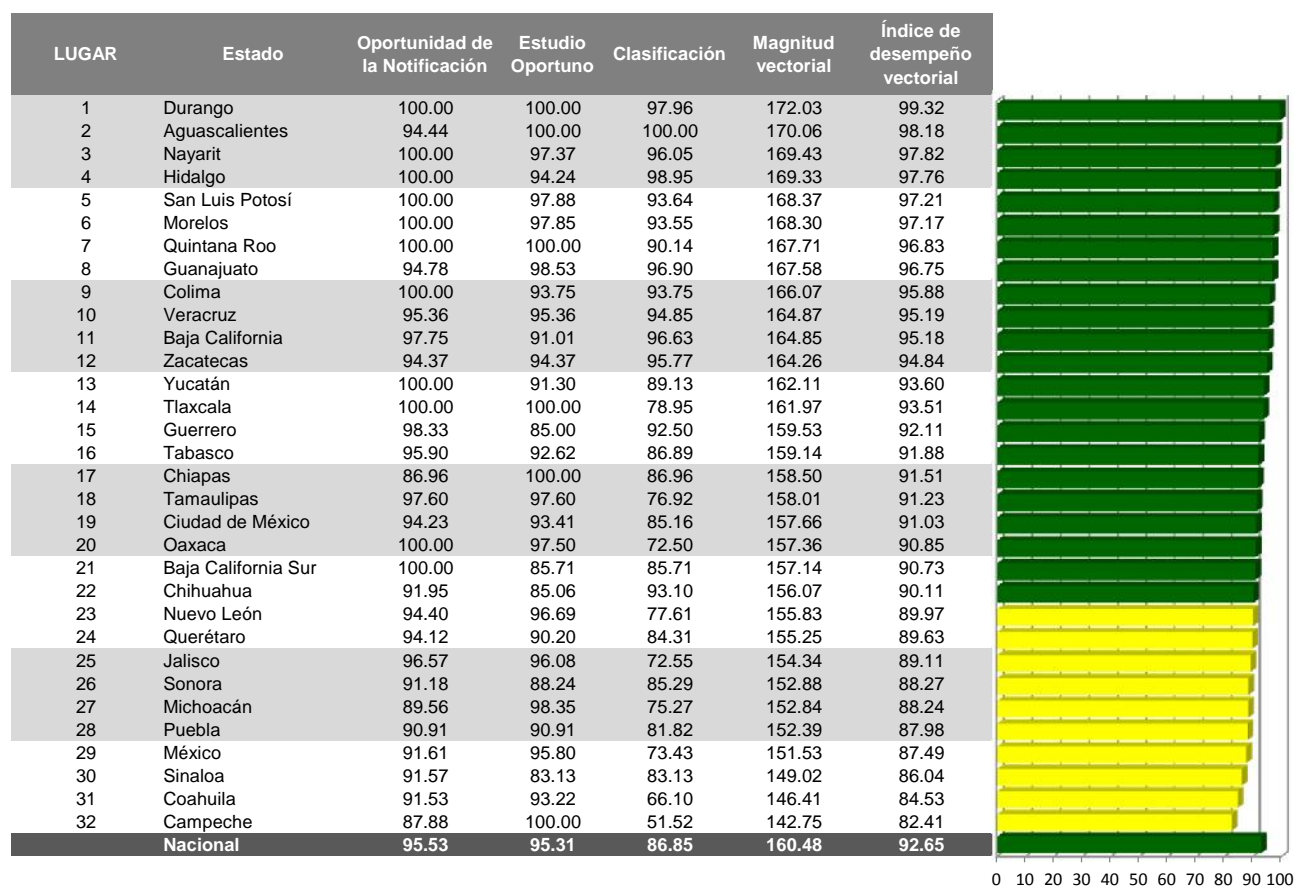 LUGAR Estado Oportunidad de la Notificación Estudio Oportuno Clasificación Magnitud vectorial Índice de desempeño vectorial
1 Durango 100.00 100.00 97.96 172.03 99.32
2 Aguascalientes 94.44 100.00 100.00 170.06 98.18
3 Nayarit 100.00 97.37 96.05 169.43 97.82
4 Hidalgo 100.00 94.24 98.95 169.33 97.76
5 San Luis Potosí 100.00 97.88 93.64 168.37 97.21
6 Morelos 100.00 97.85 93.55 168.30 97.17
7 Quintana Roo 100.00 100.00 90.14 167.71 96.83
8 Guanajuato 94.78 98.53 96.90 167.58 96.75
9 Colima 100.00 93.75 93.75 166.07 95.88
10 Veracruz 95.36 95.36 94.85 164.87 95.19
11 Baja California 97.75 91.01 96.63 164.85 95.18
12 Zacatecas 94.37 94.37 95.77 164.26 94.84
13 Yucatán 100.00 91.30 89.13 162.11 93.60
14 Tlaxcala 100.00 100.00 78.95 161.97 93.51
15 Guerrero 98.33 85.00 92.50 159.53 92.11
16 Tabasco 95.90 92.62 86.89 159.14 91.88
17 Chiapas 86.96 100.00 86.96 158.50 91.51
18 Tamaulipas 97.60 97.60 76.92 158.01 91.23
19 Ciudad de México 94.23 93.41 85.16 157.66 91.03
20 Oaxaca 100.00 97.50 72.50 157.36 90.85
21 Baja California Sur 100.00 85.71 85.71 157.14 90.73
22 Chihuahua 91.95 85.06 93.10 156.07 90.11
23 Nuevo León 94.40 96.69 77.61 155.83 89.97
24 Querétaro 94.12 90.20 84.31 155.25 89.63
25 Jalisco 96.57 96.08 72.55 154.34 89.11
26 Sonora 91.18 88.24 85.29 152.88 88.27
27 Michoacán 89.56 98.35 75.27 152.84 88.24
28 Puebla 90.91 90.91 81.82 152.39 87.98
29 México 91.61 95.80 73.43 151.53 87.49
30 Sinaloa 91.57 83.13 83.13 149.02 86.04
31 Coahuila 91.53 93.22 66.10 146.41 84.53
32 Campeche 87.88 100.00 51.52 142.75 82.41
Nacional 95.53 95.31 86.85 160.48 92.65
0 10 20 30 40 50 60 70 80 90 100